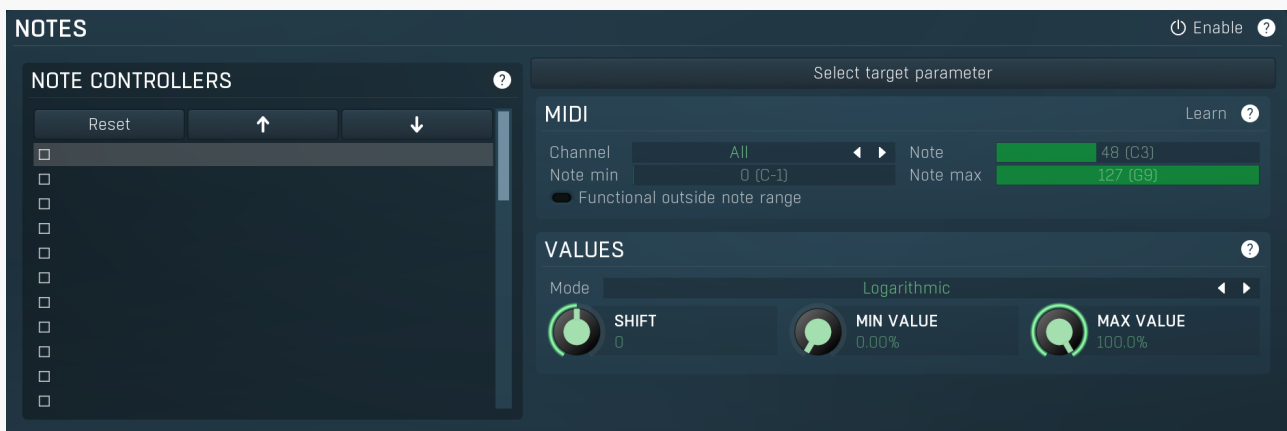 NOTES
Enable ?
NOTE CONTROLLERS ?
Reset
Select target parameter
MIDI
Learn ?
Channel All Note 48 (C3)
Note min 0 (C-1) Note max 127 (G9)
Functional outside note range
VALUES ?
Mode Logarithmic
SHIFT
0
MIN VALUE
0.00%
MAX VALUE
100.0%